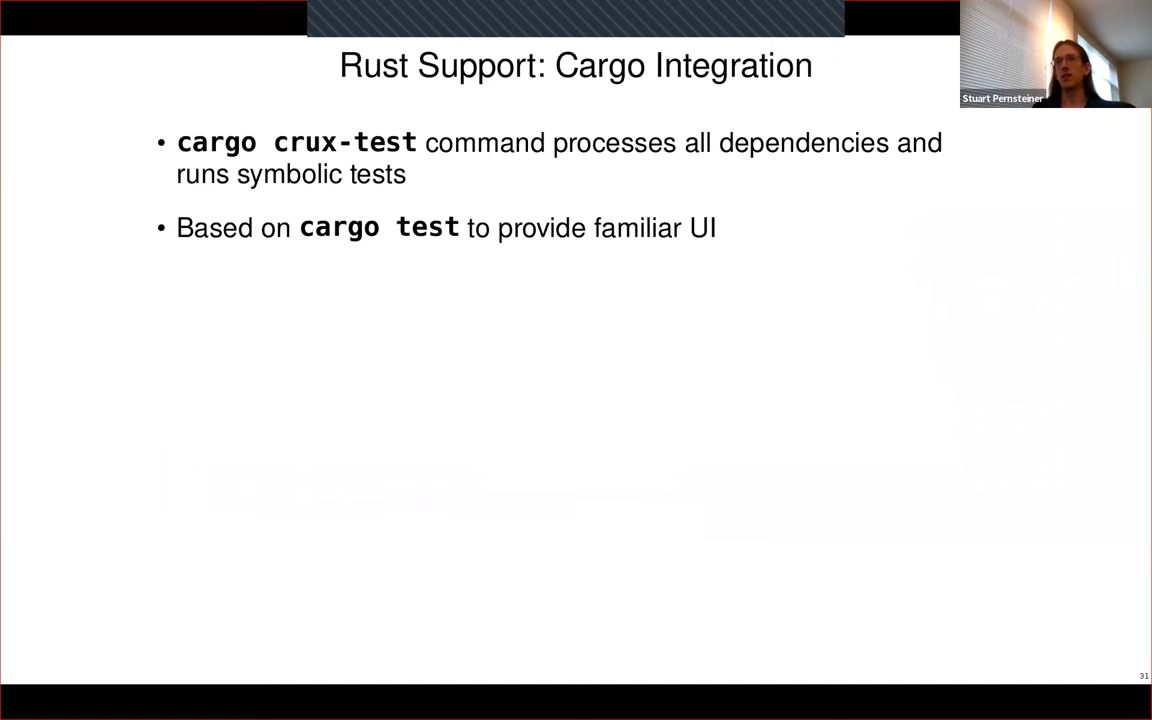 Rust Support: Cargo Integration
Stuart Pernsteiner
• cargo crux-test command processes all dependencies and
runs symbolic tests
• Based on cargo test to provide familiar UI
31